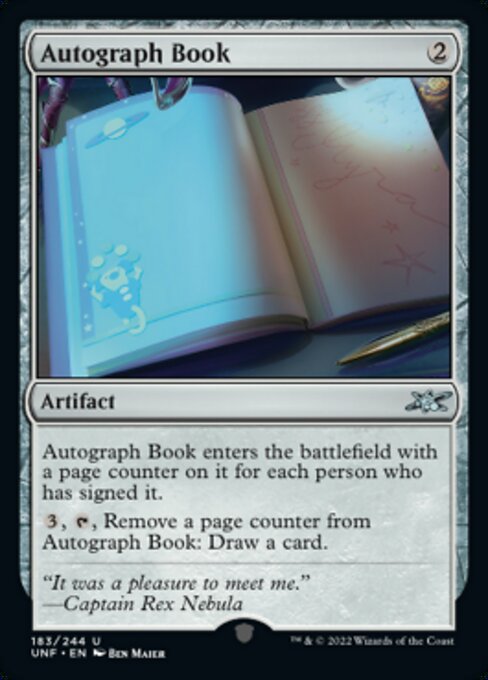 Autograph Book 2
Artifact
Autograph Book enters the battlefield with
a page counter on it for each person who
has signed it.
3, T, Remove a page counter from
Autograph Book: Draw a card.
"It was a pleasure to meet me."
—Captain Rex Nebula
183/244 U
UNF • EN Ben Maier
™ & © 2022 Wizards of the Coast